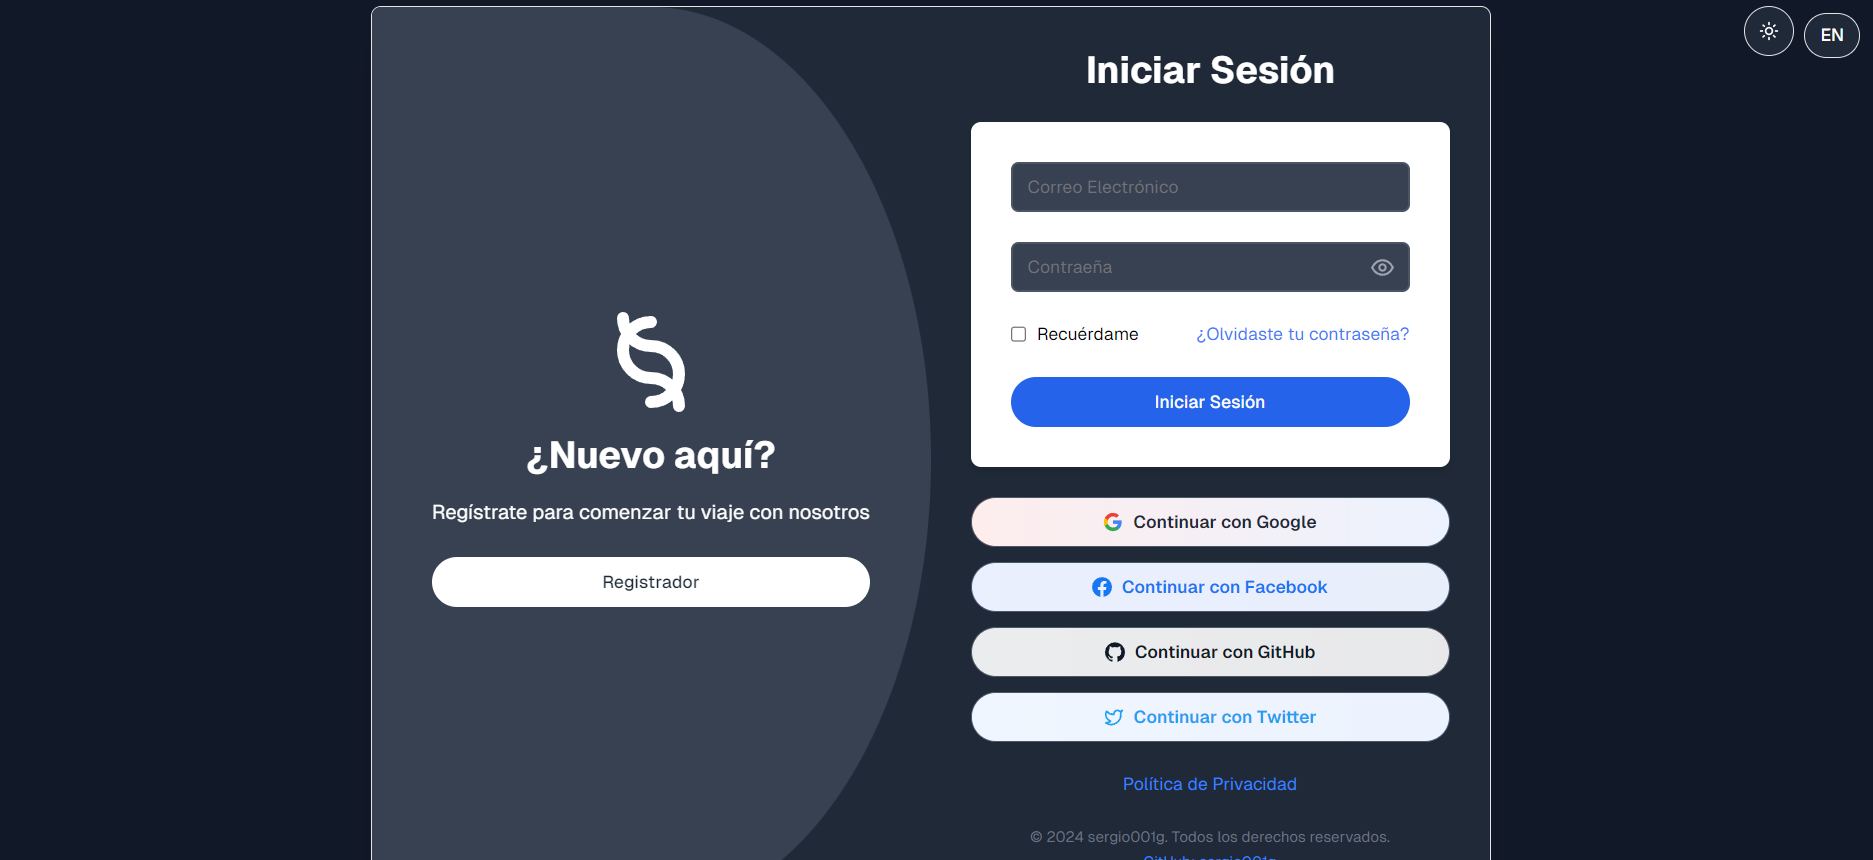 EN
¿Nuevo aquí?
Regístrate para comenzar tu viaje con nosotros
Registrador
Iniciar Sesión
Correo Electrónico
Contraeña
Recuérdame
¿Olvidaste tu contraseña?
Iniciar Sesión
Continuar con Google
Continuar con Facebook
Continuar con GitHub
Continuar con Twitter
Política de Privacidad
© 2024 sergio001g. Todos los derechos reservados.
GitHub: sergio001g